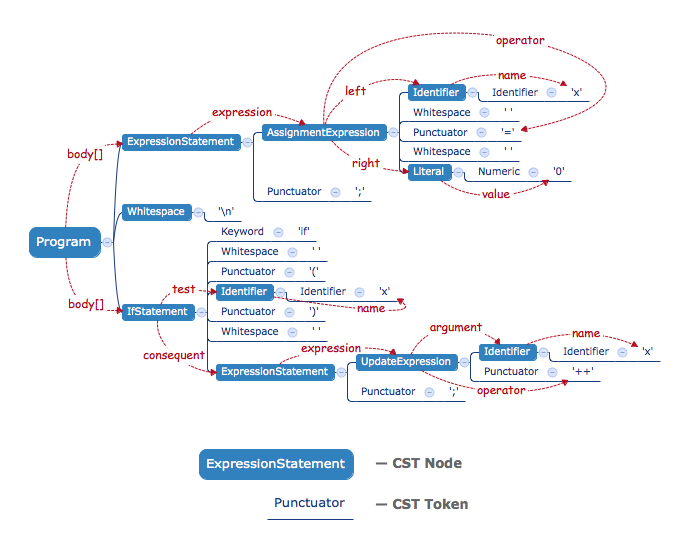 operator
name
left
Identifier
Identifier 'x'
Whitespace ' '
expression
ExpressionStatement
AssignmentExpression
Punctuator '='
body[]
Whitespace ' '
right
Literal
Numeric '0'
Punctuator ';'
value
Whitespace
'\n'
Keyword 'if'
Program
Whitespace ' '
Punctuator '('
test
Identifier
Identifier 'x'
body[]
name
IfStatement
Punctuator ')'
Whitespace ' '
argument
name
consequent
expression
Identifier
Identifier 'x'
UpdateExpression
ExpressionStatement
Punctuator '++'
Punctuator ';'
operator
ExpressionStatement — CST Node
Punctuator — CST Token